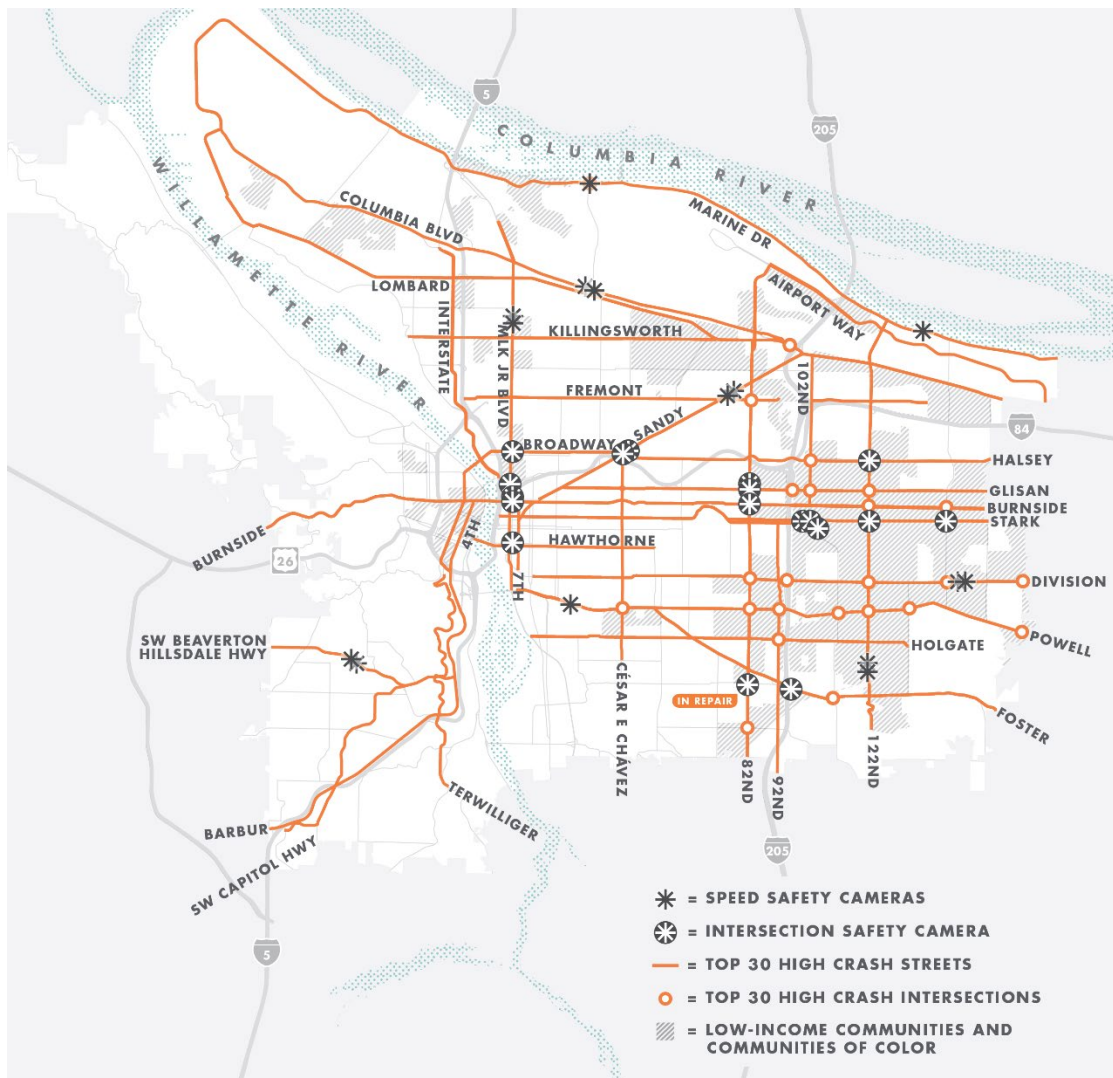 5
205
COLUMBIA RIVER
WILLAMETTE RIVER
COLUMBIA BLVD
MARINE DR
LOMBARD
INTERSTATE
MLK JR BLVD
KILLINGSWORTH
AIRPORT WAY
102ND
FREMONT
SANDY
84
BROADWAY
HALSEY
GLISAN
BURNSIDE
STARK
BURNSIDE
4TH
HAWTHORNE
26
7TH
DIVISION
SW BEAVERTON
HILLSDALE HWY
POWELL
HOLGATE
CÉSAR E CHÁVEZ
IN REPAIR
FOSTER
82ND
92ND
122ND
TERWILLIGER
BARBUR
SW CAPITOL HWY
205
5
= SPEED SAFETY CAMERAS
= INTERSECTION SAFETY CAMERA
= TOP 30 HIGH CRASH STREETS
= TOP 30 HIGH CRASH INTERSECTIONS
= LOW-INCOME COMMUNITIES AND
COMMUNITIES OF COLOR